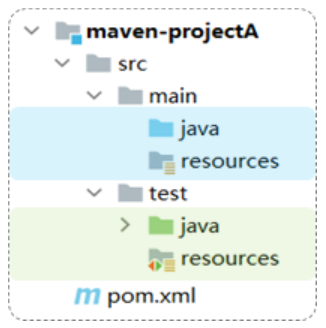 maven-projectA
src
main
java
resources
test
java
resources
pom.xml